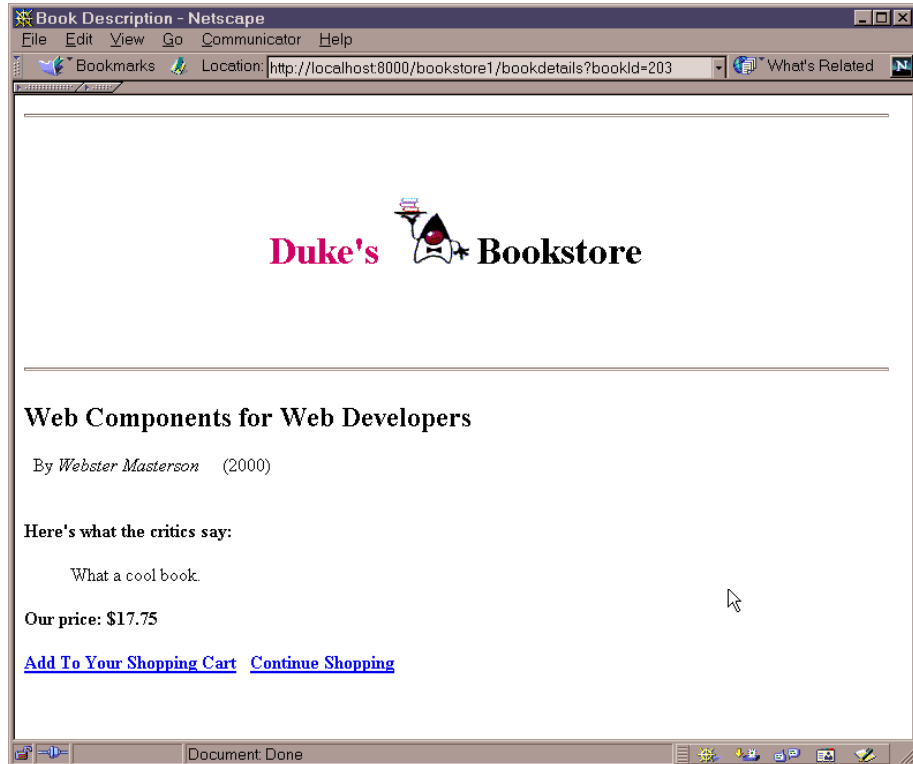 Book Description - Netscape
File Edit View Go Communicator Help
Bookmarks Location: http://localhost:8000/bookstore1/bookdetails?bookId=203 What's Related N
Duke's Bookstore
Web Components for Web Developers
By Webster Masterson (2000)
Here's what the critics say:
What a cool book.
Our price: $17.75
Add To Your Shopping Cart Continue Shopping
Document: Done